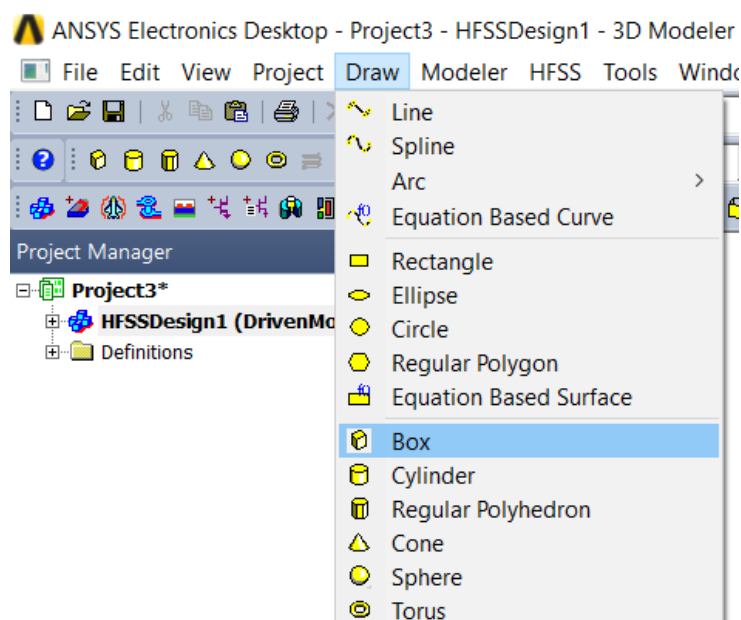 ANSYS Electronics Desktop - Project3 - HFSSDesign1 - 3D Modeler
File Edit View Project Draw Modeler HFSS Tools
Line
Spline
Arc
Equation Based Curve
Project Manager
Rectangle
Project3*
Ellipse
HFSSDesign1 (DrivenMo
Circle
Definitions
Regular Polygon
Equation Based Surface
Box
Cylinder
Regular Polyhedron
Cone
Sphere
Torus